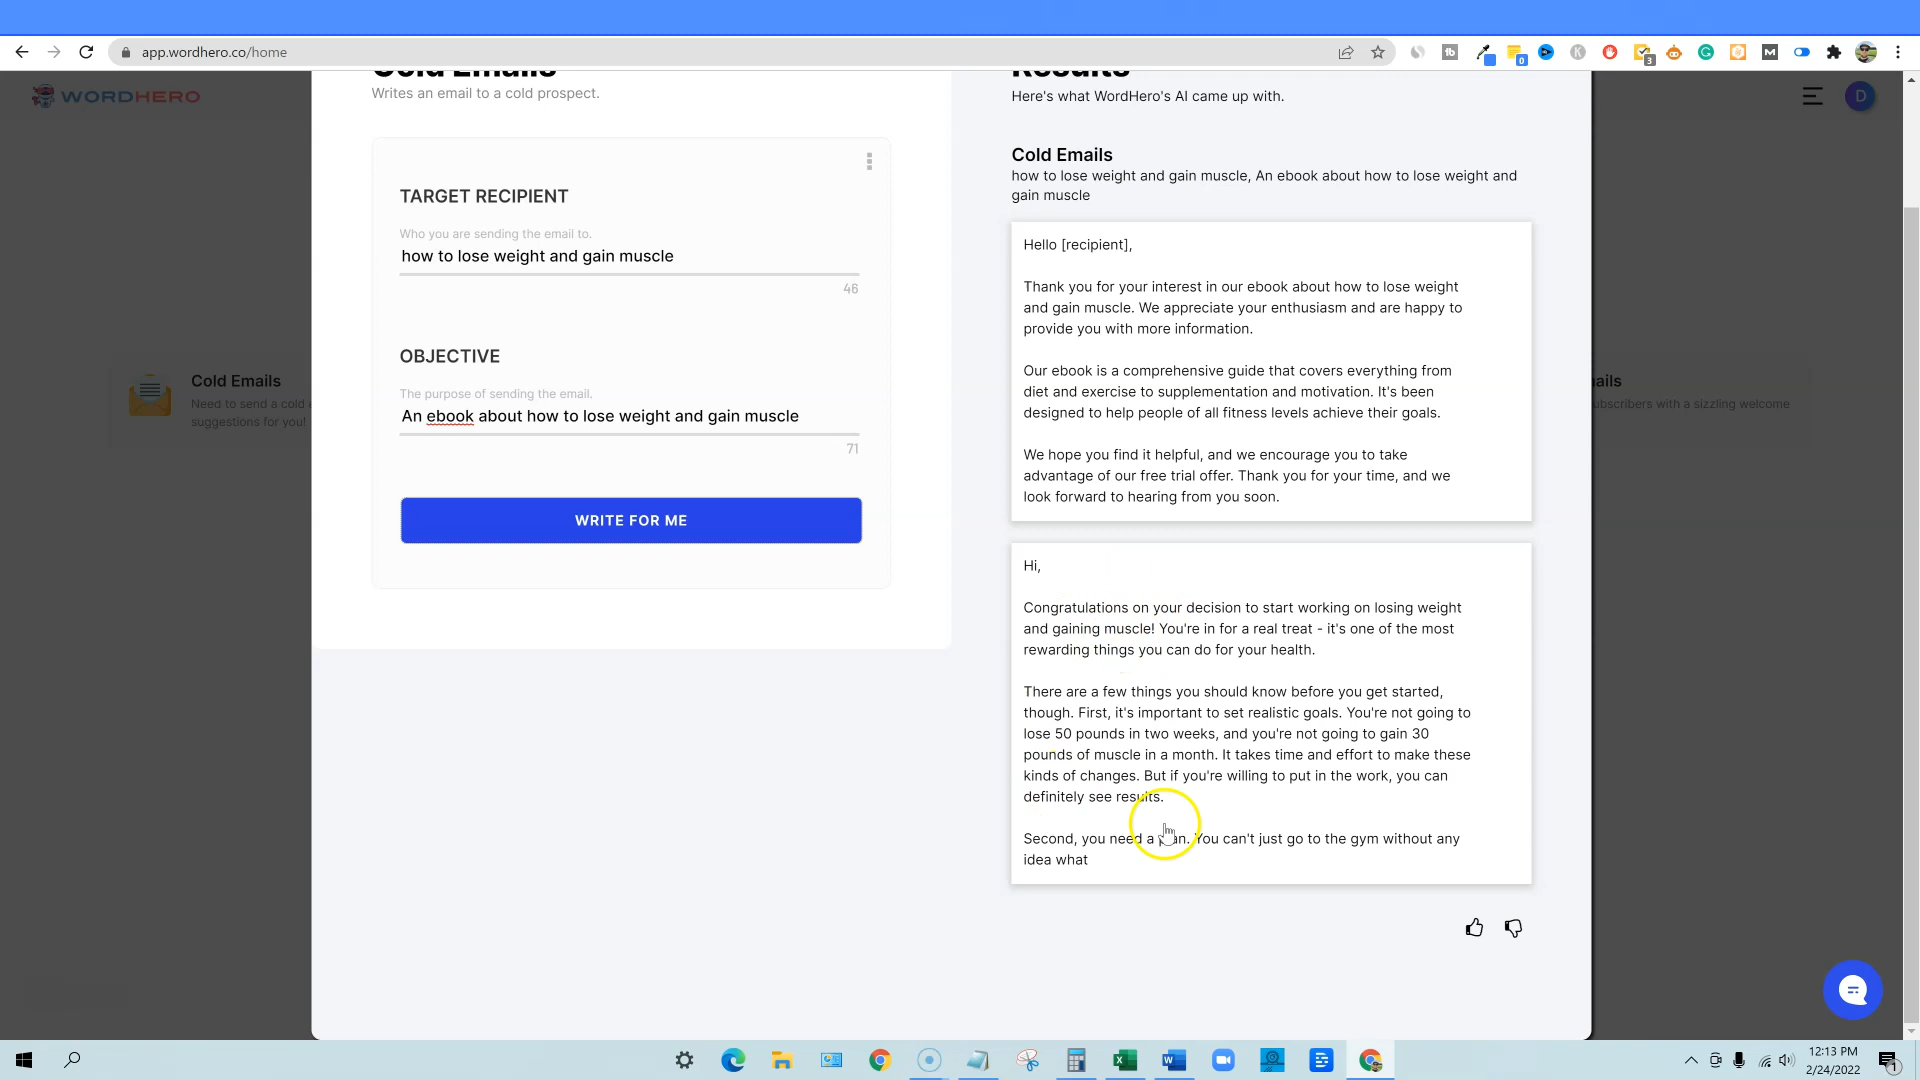 app.wordhero.co/home
0
3
WORDHERO
D
Cold Emails
Writes an email to a cold prospect.
TARGET RECIPIENT
Who you are sending the email to.
how to lose weight and gain muscle
46
OBJECTIVE
The purpose of sending the email.
An ebook about how to lose weight and gain muscle
71
WRITE FOR ME
Cold Emails
Need to send a cold e
suggestions for you!
Results
Here's what WordHero's AI came up with.
Cold Emails
how to lose weight and gain muscle, An ebook about how to lose weight and
gain muscle
Hello [recipient],
Thank you for your interest in our ebook about how to lose weight
and gain muscle. We appreciate your enthusiasm and are happy to
provide you with more information.
Our ebook is a comprehensive guide that covers everything from
diet and exercise to supplementation and motivation. It's been
designed to help people of all fitness levels achieve their goals.
We hope you find it helpful, and we encourage you to take
advantage of our free trial offer. Thank you for your time, and we
look forward to hearing from you soon.
Hi,
Congratulations on your decision to start working on losing weight
and gaining muscle! You're in for a real treat - it's one of the most
rewarding things you can do for your health.
There are a few things you should know before you get started,
though. First, it's important to set realistic goals. You're not going to
lose 50 pounds in two weeks, and you're not going to gain 30
pounds of muscle in a month. It takes time and effort to make these
kinds of changes. But if you're willing to put in the work, you can
definitely see results.
Second, you need a plan. You can't just go to the gym without any
idea what
ails
ubscribers with a sizzling welcome
12:13 PM
2/24/2022
1